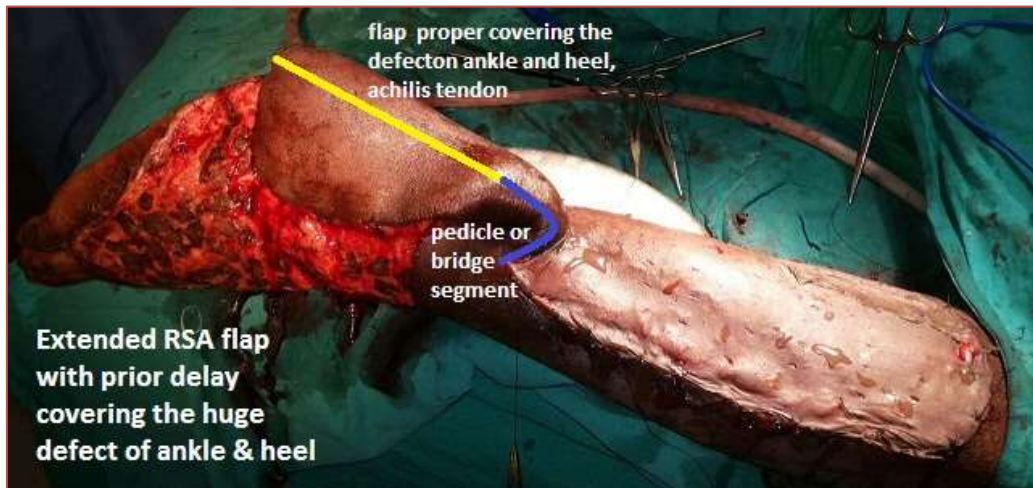 flap proper covering the
defecton ankle and heel,
achilis tendon
pedicle or
bridge
segment
Extended RSA flap
with prior delay
covering the huge
defect of ankle & heel